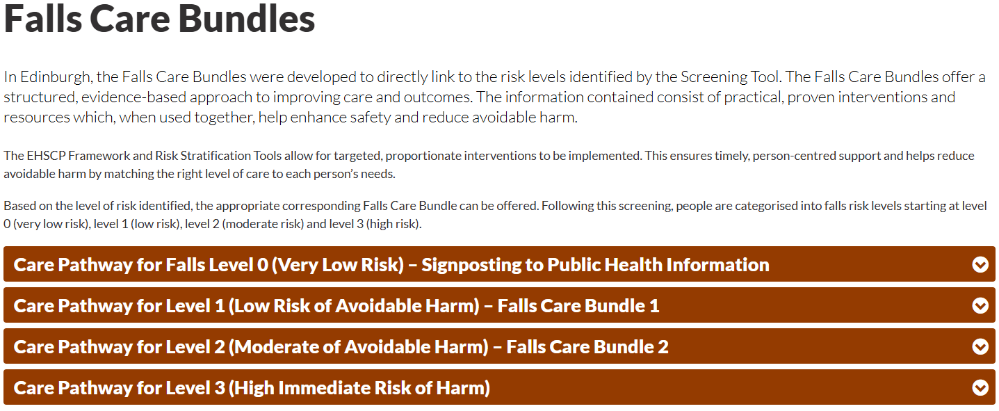 Falls Care Bundles
In Edinburgh, the Falls Care Bundles were developed to directly link to the risk levels identified by the Screening Tool. The Falls Care Bundles offer a
structured, evidence-based approach to improving care and outcomes. The information contained consist of practical, proven interventions and
resources which, when used together, help enhance safety and reduce avoidable harm.
The EHSCP Framework and Risk Stratification Tools allow for targeted, proportionate interventions to be implemented. This ensures timely, person-centred support and helps reduce
avoidable harm by matching the right level of care to each person’s needs.
Based on the level of risk identified, the appropriate corresponding Falls Care Bundle can be offered. Following this screening, people are categorised into falls risk levels starting at level
0 (very low risk), level 1 (low risk), level 2 (moderate risk) and level 3 (high risk).
Care Pathway for Falls Level 0 (Very Low Risk) – Signposting to Public Health Information
Care Pathway for Level 1 (Low Risk of Avoidable Harm) – Falls Care Bundle 1
Care Pathway for Level 2 (Moderate of Avoidable Harm) – Falls Care Bundle 2
Care Pathway for Level 3 (High Immediate Risk of Harm)